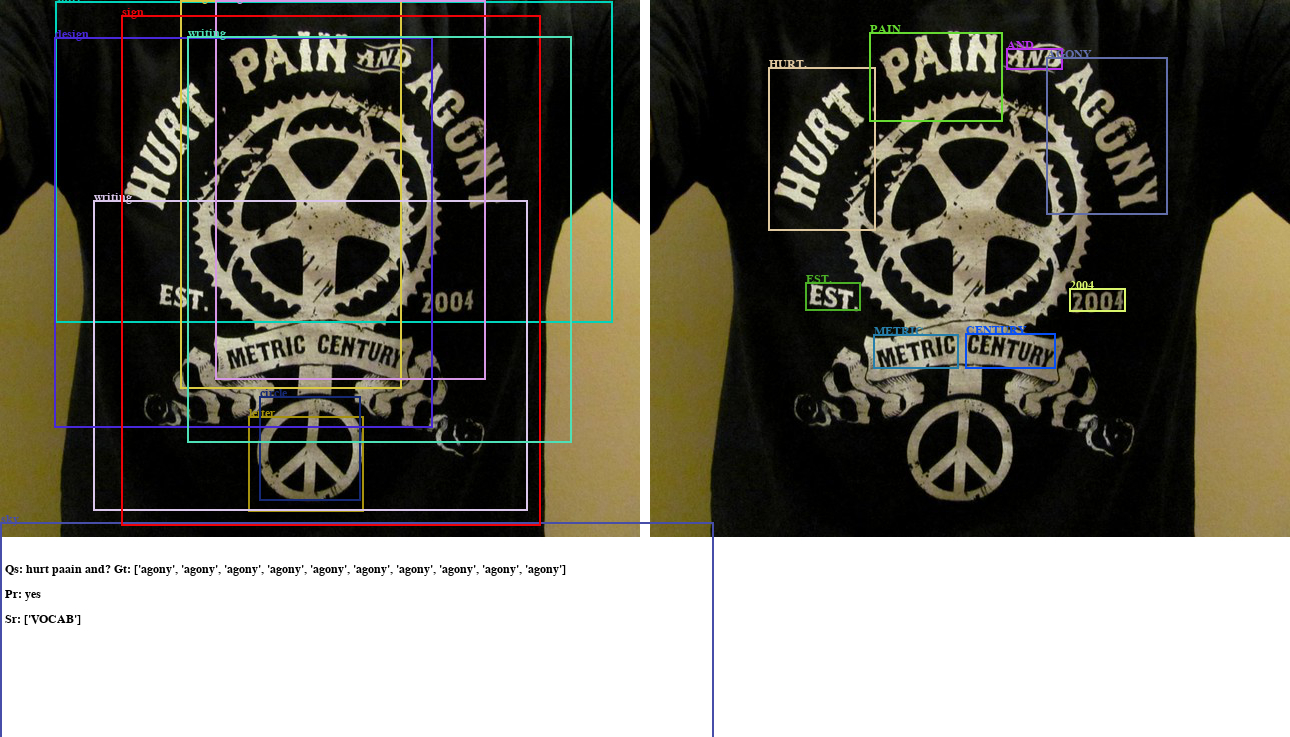 sign
design
writing
PAIN AND
HURT AGONY
writing
EST. 2004
METRIC CENTURY
circle
letter
PAIN
AND
AGONY
HURT.
PAIN AND
HURT AGONY
EST.
2004
EST. 2004
METRIC
CENTURY
METRIC CENTURY
Qs: hurt paain and? Gt: ['agony', 'agony', 'agony', 'agony', 'agony', 'agony', 'agony', 'agony', 'agony', 'agony']
Pr: yes
Sr: ['VOCAB']